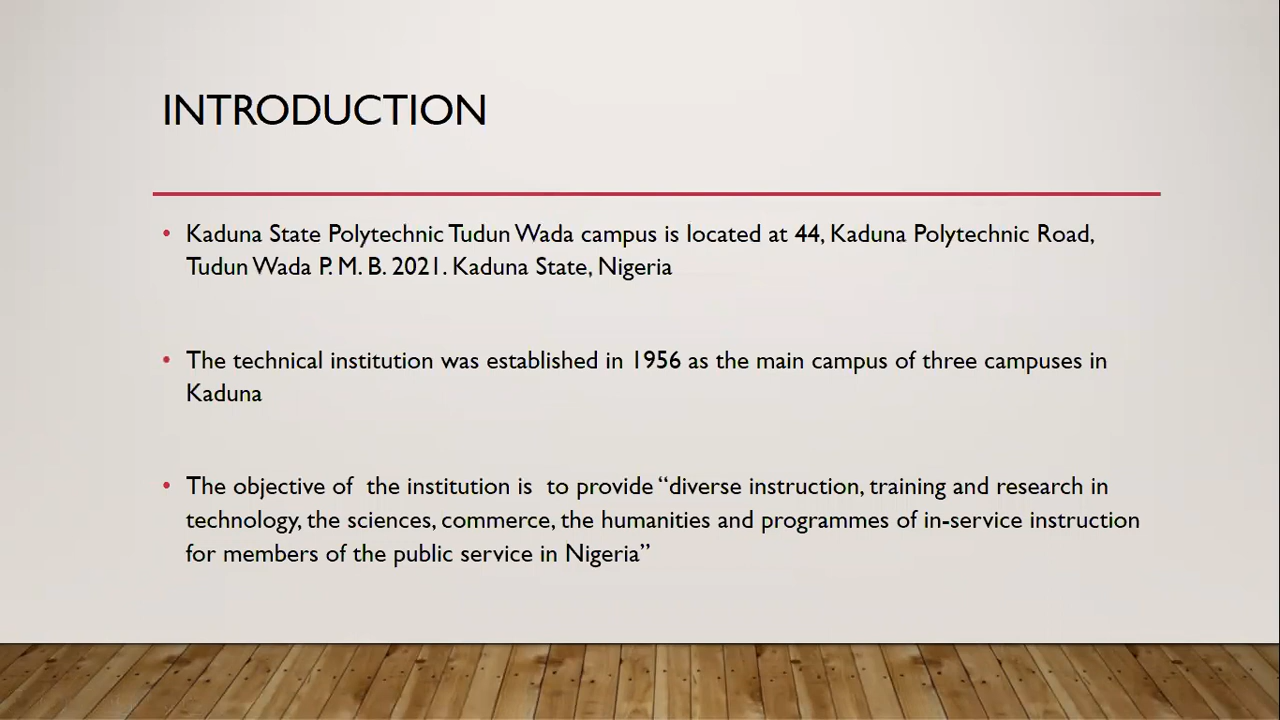 INTRODUCTION
• Kaduna State Polytechnic Tudun Wada campus is located at 44, Kaduna Polytechnic Road,
Tudun Wada P. M. B. 2021. Kaduna State, Nigeria
• The technical institution was established in 1956 as the main campus of three campuses in
Kaduna
• The objective of  the institution is  to provide “diverse instruction, training and research in
technology, the sciences, commerce, the humanities and programmes of in-service instruction
for members of the public service in Nigeria”